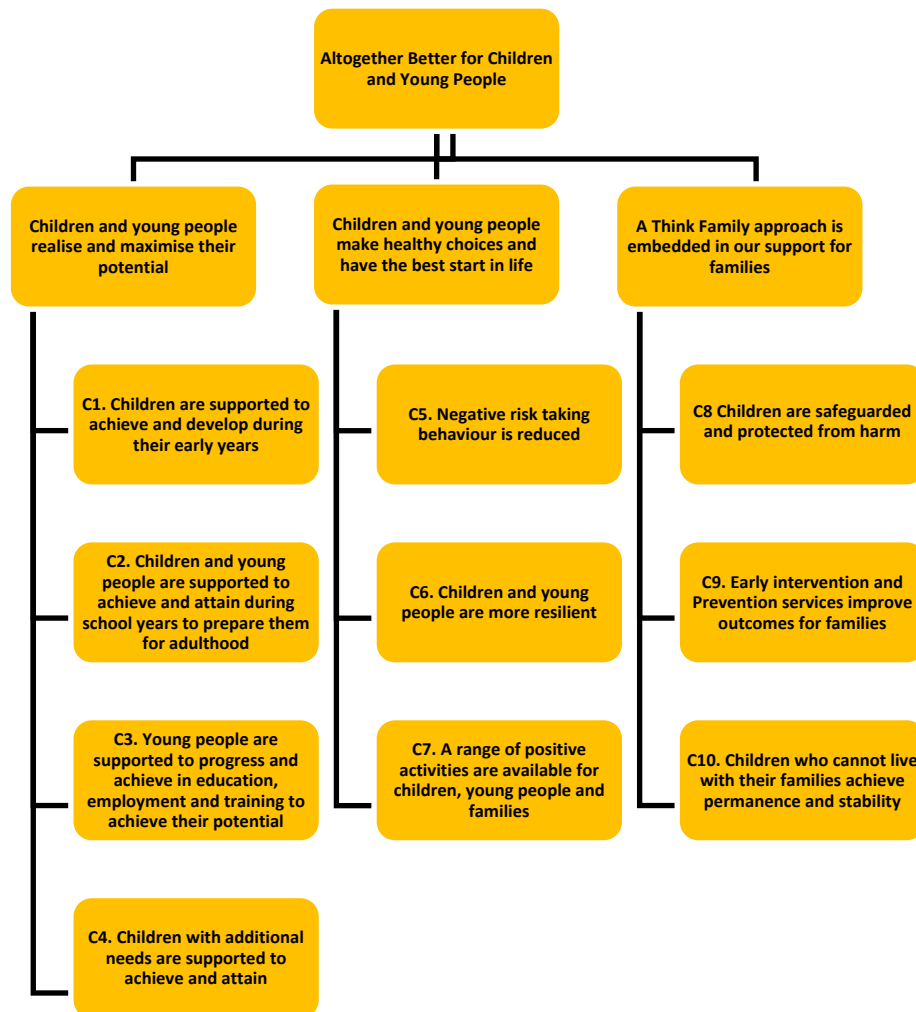 Altogether Better for Children
and Young People
Children and young people
realise and maximise their
potential
Children and young people
make healthy choices and
have the best start in life
A Think Family approach is
embedded in our support for
families
C1. Children are supported to
achieve and develop during
their early years
C2. Children and young
people are supported to
achieve and attain during
school years to prepare them
for adulthood
C3. Young people are
supported to progress and
achieve in education,
employment and training to
achieve their potential
C4. Children with additional
needs are supported to
achieve and attain
C5. Negative risk taking
behaviour is reduced
C6. Children and young
people are more resilient
C7. A range of positive
activities are available for
children, young people and
families
C8 Children are safeguarded
and protected from harm
C9. Early intervention and
Prevention services improve
outcomes for families
C10. Children who cannot live
with their families achieve
permanence and stability